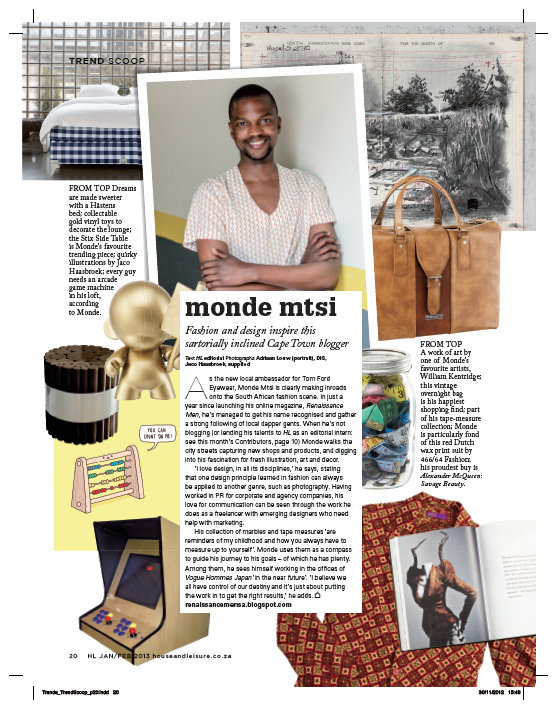 CENTRAL ADMINISTRATION MINE CASH
FOR THE MONTH OF
190
TREND SCOOP
FROM TOP Dreams
are made sweeter
with a Hästens
bed; collectable
gold vinyl toys to
decorate the lounge;
the Stix Side Table
is Monde's favourite
trending piece; quirky
illustrations by Jaco
Haasbroek; every guy
needs an arcade
game machine
in his loft,
according
to Monde.
monde mtsi
Fashion and design inspire this
sartorially inclined Cape Town blogger
Text HL editorial Photographs Adriaan Louw (portrait), DIS,
Jaco Haasbroek, supplied
As the new local ambassador for Tom Ford
Eyewear, Monde Mtsi is clearly making inroads
onto the South African fashion scene. In just a
year since launching his online magazine, Renaissance
Men, he's managed to get his name recognised and gather
a strong following of local dapper gents. When he's not
blogging (or lending his talents to HL as an editorial intern:
see this month's Contributors, page 10) Monde walks the
city streets capturing new shops and products, and digging
into his fascination for fresh illustration, art and decor.
'I love design, in all its disciplines,' he says, stating
that one design principle learned in fashion can always
be applied to another genre, such as photography. Having
worked in PR for corporate and agency companies, his
love for communication can be seen through the work he
does as a freelancer with emerging designers who need
help with marketing.
His collection of marbles and tape measures 'are
reminders of my childhood and how you always have to
measure up to yourself'. Monde uses them as a compass
to guide his journey to his goals – of which he has plenty.
Among them, he sees himself working in the offices of
Vogue Hommes Japan 'in the near future'. 'I believe we
all have control of our destiny and it's just about putting
the work in to get the right results,' he adds.
renaissancemensa.blogspot.com
FROM TOP
A work of art by
one of Monde's
favourite artists,
William Kentridge;
this vintage
overnight bag
is his happiest
shopping find; part
of his tape-measure
collection; Monde
is particularly fond
of this red Dutch
wax print suit by
466/64 Fashion;
his proudest buy is
Alexander McQueen:
Savage Beauty.
YOU CAN
COUNT ON ME!
20 HL JAN/FEB 2013 houseandleisure.co.za
Trends_TrendScoop_p20.indd 20
30/11/2012 15:49